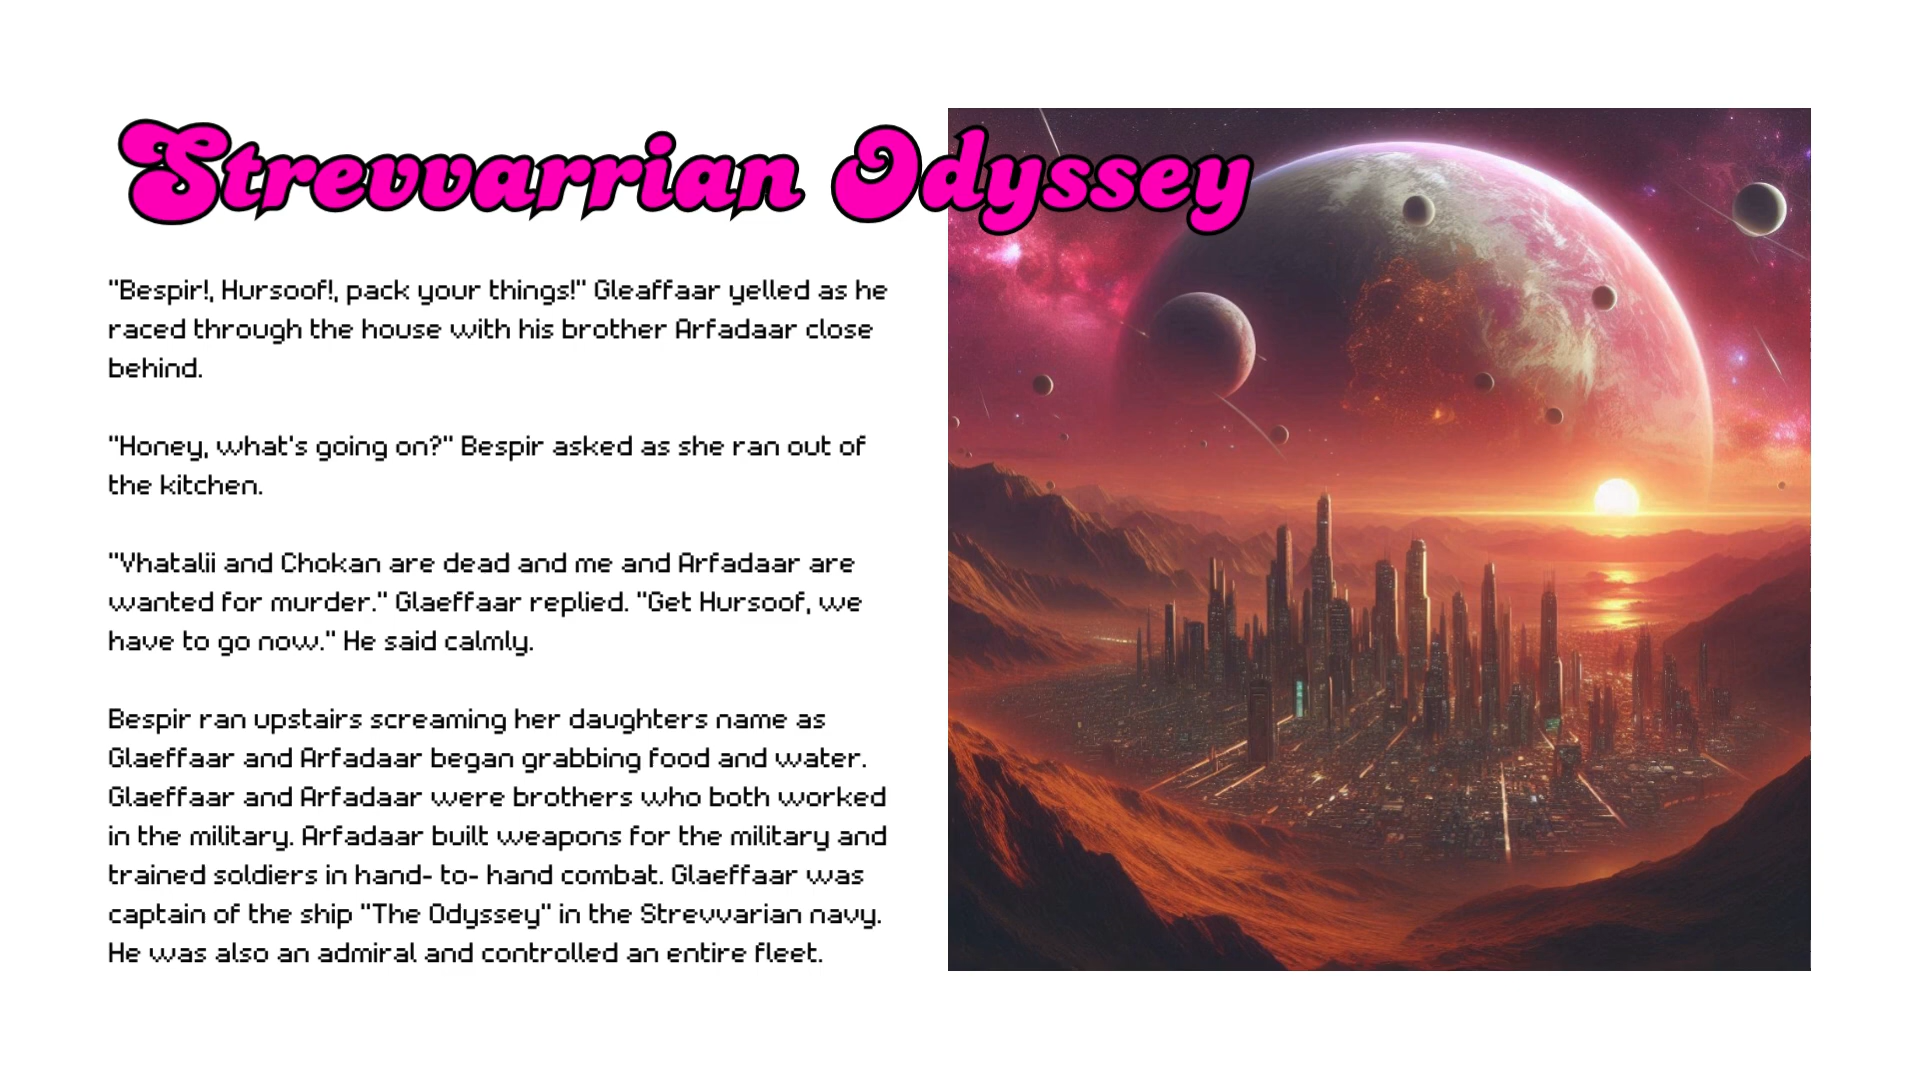 Strevvarrian Odyssey
"Bespir!, Hursoof!, pack your things!" Gleaffaar yelled as he
raced through the house with his brother Arfadaar close
behind.
"Honey, what's going on?" Bespir asked as she ran out of
the kitchen.
"Vhatalii and Chokan are dead and me and Arfadaar are
wanted for murder." Glaeffaar replied. "Get Hursoof, we
have to go now." He said calmly.
Bespir ran upstairs screaming her daughters name as
Glaeffaar and Arfadaar began grabbing food and water.
Glaeffaar and Arfadaar were brothers who both worked
in the military. Arfadaar built weapons for the military and
trained soldiers in hand- to- hand combat. Glaeffaar was
captain of the ship "The Odyssey" in the Strevvarian navy.
He was also an admiral and controlled an entire fleet.